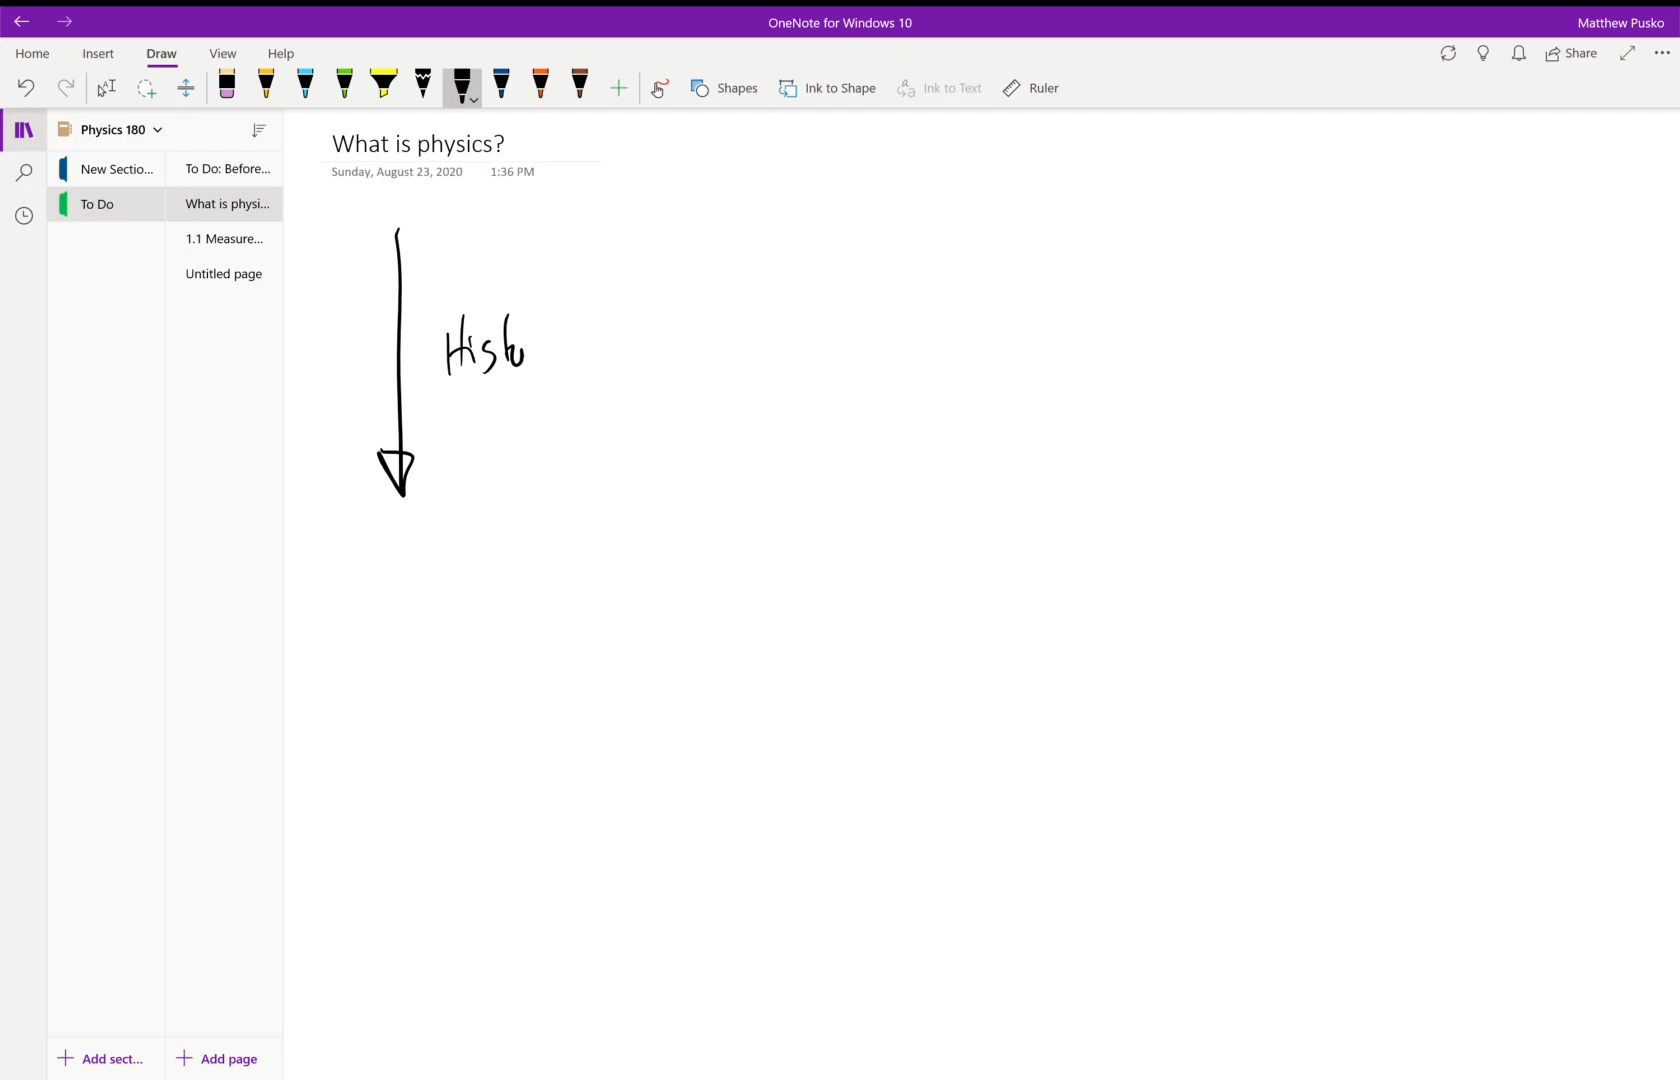 OneNote for Windows 10
Matthew Pusko
Home Insert Draw View Help
Share
Shapes Ink to Shape Ink to Text Ruler
Physics 180
New Sectio...
To Do
To Do: Before...
What is physi...
1.1 Measure...
Untitled page
What is physics?
Sunday, August 23, 2020 1:36 PM
Histo
Add sect...
Add page